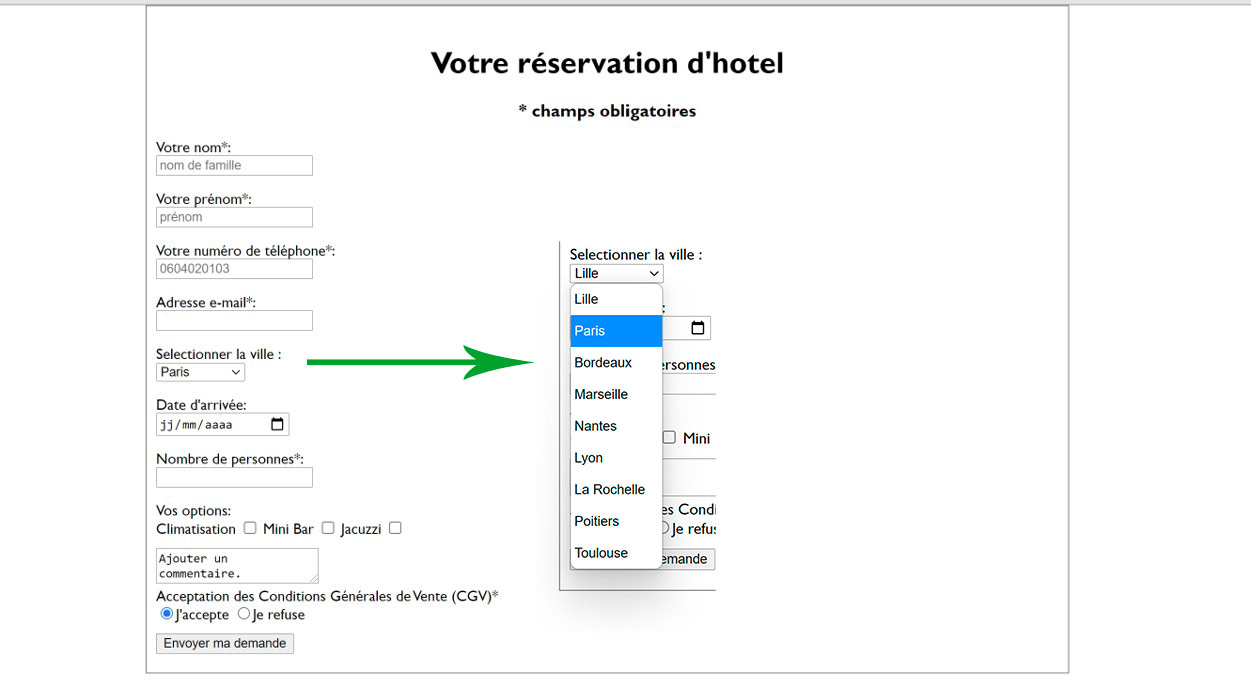 Votre réservation d'hotel
* champs obligatoires
Votre nom*:
nom de famille
Votre prénom*:
prénom
Votre numéro de téléphone*:
0604020103
Adresse e-mail*:
Selectionner la ville :
Paris
Date d'arrivée:
jj/mm/aaaa
Nombre de personnes*:
Vos options:
Climatisation Mini Bar Jacuzzi
Ajouter un
commentaire.
Acceptation des Conditions Générales de Vente (CGV)*
J'accepte Je refuse
Envoyer ma demande
Selectionner la ville :
Lille
Lille
:
Paris
Bordeaux
ersonnes
Marseille
Nantes
Mini
Lyon
La Rochelle
es Condi
Poitiers
Je refus
Toulouse
emande